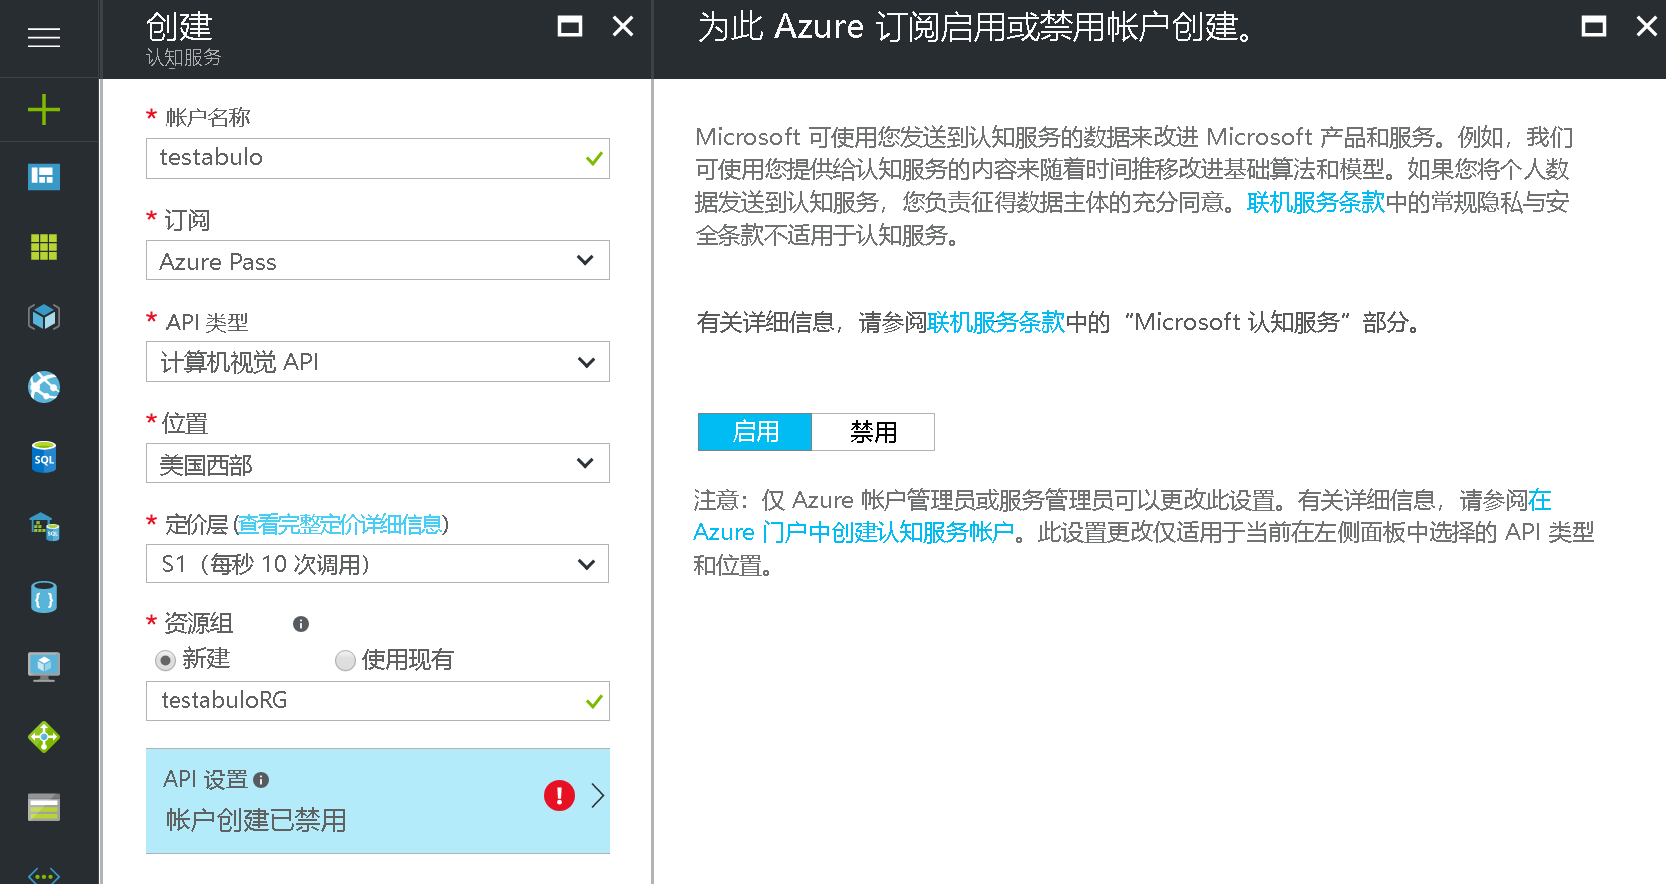 创建
认知服务
* 帐户名称
testabulo
* 订阅
Azure Pass
* API 类型
计算机视觉 API
* 位置
美国西部
* 定价层 (查看完整定价详细信息)
S1（每秒 10 次调用）
* 资源组
新建
使用现有
testabuloRG
API 设置
帐户创建已禁用
SQL
SQL
为此 Azure 订阅启用或禁用帐户创建。
Microsoft 可使用您发送到认知服务的数据来改进 Microsoft 产品和服务。例如，我们
可使用您提供给认知服务的内容来随着时间推移改进基础算法和模型。如果您将个人数
据发送到认知服务，您负责征得数据主体的充分同意。联机服务条款中的常规隐私与安
全条款不适用于认知服务。
有关详细信息，请参阅联机服务条款中的“Microsoft 认知服务”部分。
启用
禁用
注意：仅 Azure 帐户管理员或服务管理员可以更改此设置。有关详细信息，请参阅在
Azure 门户中创建认知服务帐户。此设置更改仅适用于当前在左侧面板中选择的 API 类型
和位置。